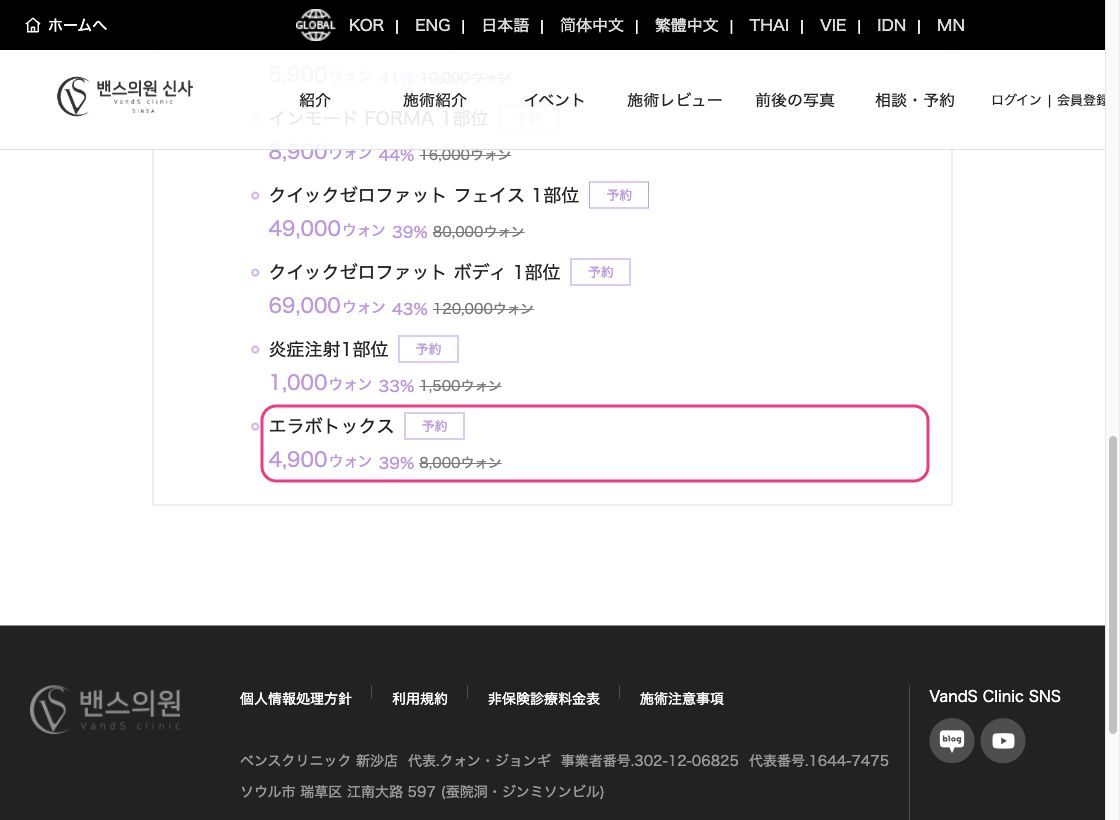 ホームへ
GLOBAL KOR | ENG | 日本語 | 简体中文 | 繁體中文 | THAI | VIE | IDN | MN
밴스의원 신사
VandS clinic
SINSA
紹介 施術紹介 イベント 施術レビュー 前後の写真 相談・予約 ログイン | 会員登録
5,900ウォン 41% 10,000ウォン
インモード FORMA 1部位 予約
8,900ウォン 44% 16,000ウォン
クイックゼロファット フェイス 1部位 予約
49,000ウォン 39% 80,000ウォン
クイックゼロファット ボディ 1部位 予約
69,000ウォン 43% 120,000ウォン
炎症注射1部位 予約
1,000ウォン 33% 1,500ウォン
エラボトックス 予約
4,900ウォン 39% 8,000ウォン
밴스의원
VandS clinic
個人情報処理方針 利用規約 非保険診療料金表 施術注意事項
VandS Clinic SNS
blog
ベンスクリニック 新沙店 代表.クォン・ジョンギ 事業者番号.302-12-06825 代表番号.1644-7475
ソウル市 瑞草区 江南大路 597 (蚕院洞・ジンミソンビル)